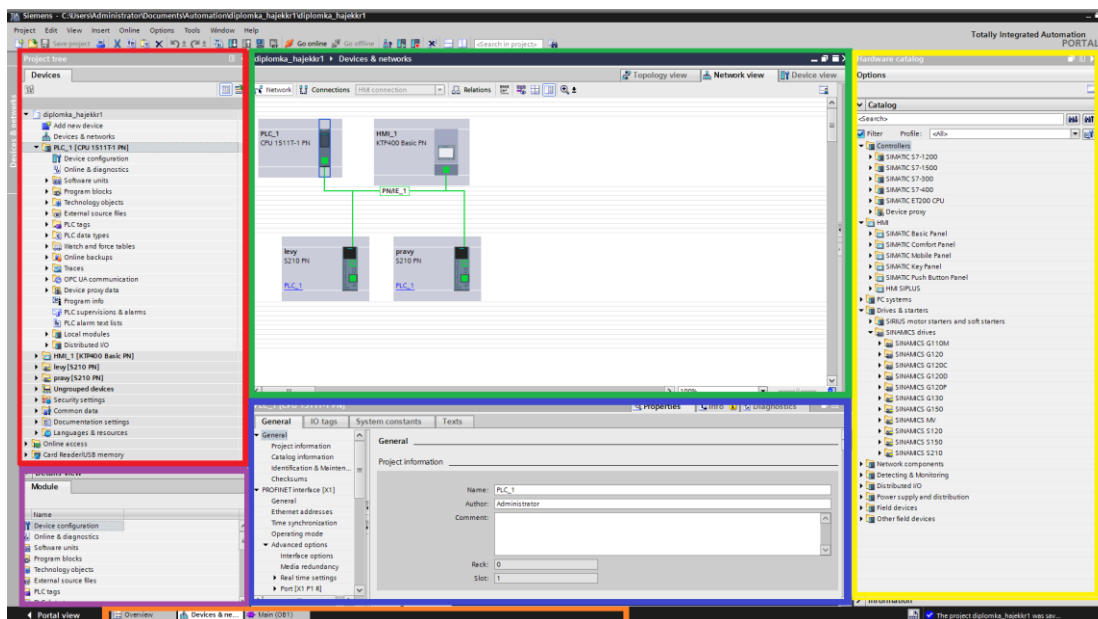 Siemens - C:\Users\Administrator\Documents\Automation\diplomka_hajekkr1\diplomka_hajekkr1
Project Edit View Insert Online Options Tools Window Help
Save project Go online Go offline <Search in project>
Totally Integrated Automation
PORTAL
Project tree
Devices
Devices & networks
diplomka_hajekkr1
Add new device
Devices & networks
PLC_1 [CPU 1511T-1 PN]
Device configuration
Online & diagnostics
Software units
Program blocks
Technology objects
External source files
PLC tags
PLC data types
Watch and force tables
Online backups
Traces
OPC UA communication
Device proxy data
Program info
PLC supervisions & alarms
PLC alarm text lists
Local modules
Distributed I/O
HMI_1 [KTP400 Basic PN]
levy [S210 PN]
pravy [S210 PN]
Ungrouped devices
Security settings
Common data
Documentation settings
Languages & resources
Online access
Card Reader/USB memory
Details view
Module
Name
Device configuration
Online & diagnostics
Software units
Program blocks
Technology objects
External source files
PLC tags
diplomka_hajekkr1 Devices & networks
Topology view Network view Device view
Network Connections HMI connection Relations
PLC_1
CPU 1511T-1 PN
HMI_1
KTP400 Basic PN
PN/IE_1
levy
S210 PN
PLC_1
pravy
S210 PN
PLC_1
100%
PLC_1 [CPU 1511T-1 PN]
Properties Info Diagnostics
General IO tags System constants Texts
General
Project information
Catalog information
Identification & Mainten...
Checksums
PROFINET interface [X1]
General
Ethernet addresses
Time synchronization
Operating mode
Advanced options
Interface options
Media redundancy
Real time settings
Port [X1 P1 R]
General
Project information
Name: PLC_1
Author: Administrator
Comment:
Rack: 0
Slot: 1
Hardware catalog
Options
Catalog
<Search>
Filter Profile: <All>
Controllers
SIMATIC S7-1200
SIMATIC S7-1500
SIMATIC S7-300
SIMATIC S7-400
SIMATIC ET200 CPU
Device proxy
HMI
SIMATIC Basic Panel
SIMATIC Comfort Panel
SIMATIC Mobile Panel
SIMATIC Key Panel
SIMATIC Push Button Panel
HMI SIPLUS
PC systems
Drives & starters
SIRIUS motor starters and soft starters
SINAMICS drives
SINAMICS G110M
SINAMICS G120
SINAMICS G120C
SINAMICS G120D
SINAMICS G120P
SINAMICS G130
SINAMICS G150
SINAMICS MV
SINAMICS S120
SINAMICS S150
SINAMICS S210
Network components
Detecting & Monitoring
Distributed I/O
Power supply and distribution
Field devices
Other field devices
Information
Portal view Overview Devices & ne... Main (OB1)
The project diplomka_hajekkr1 was sav...